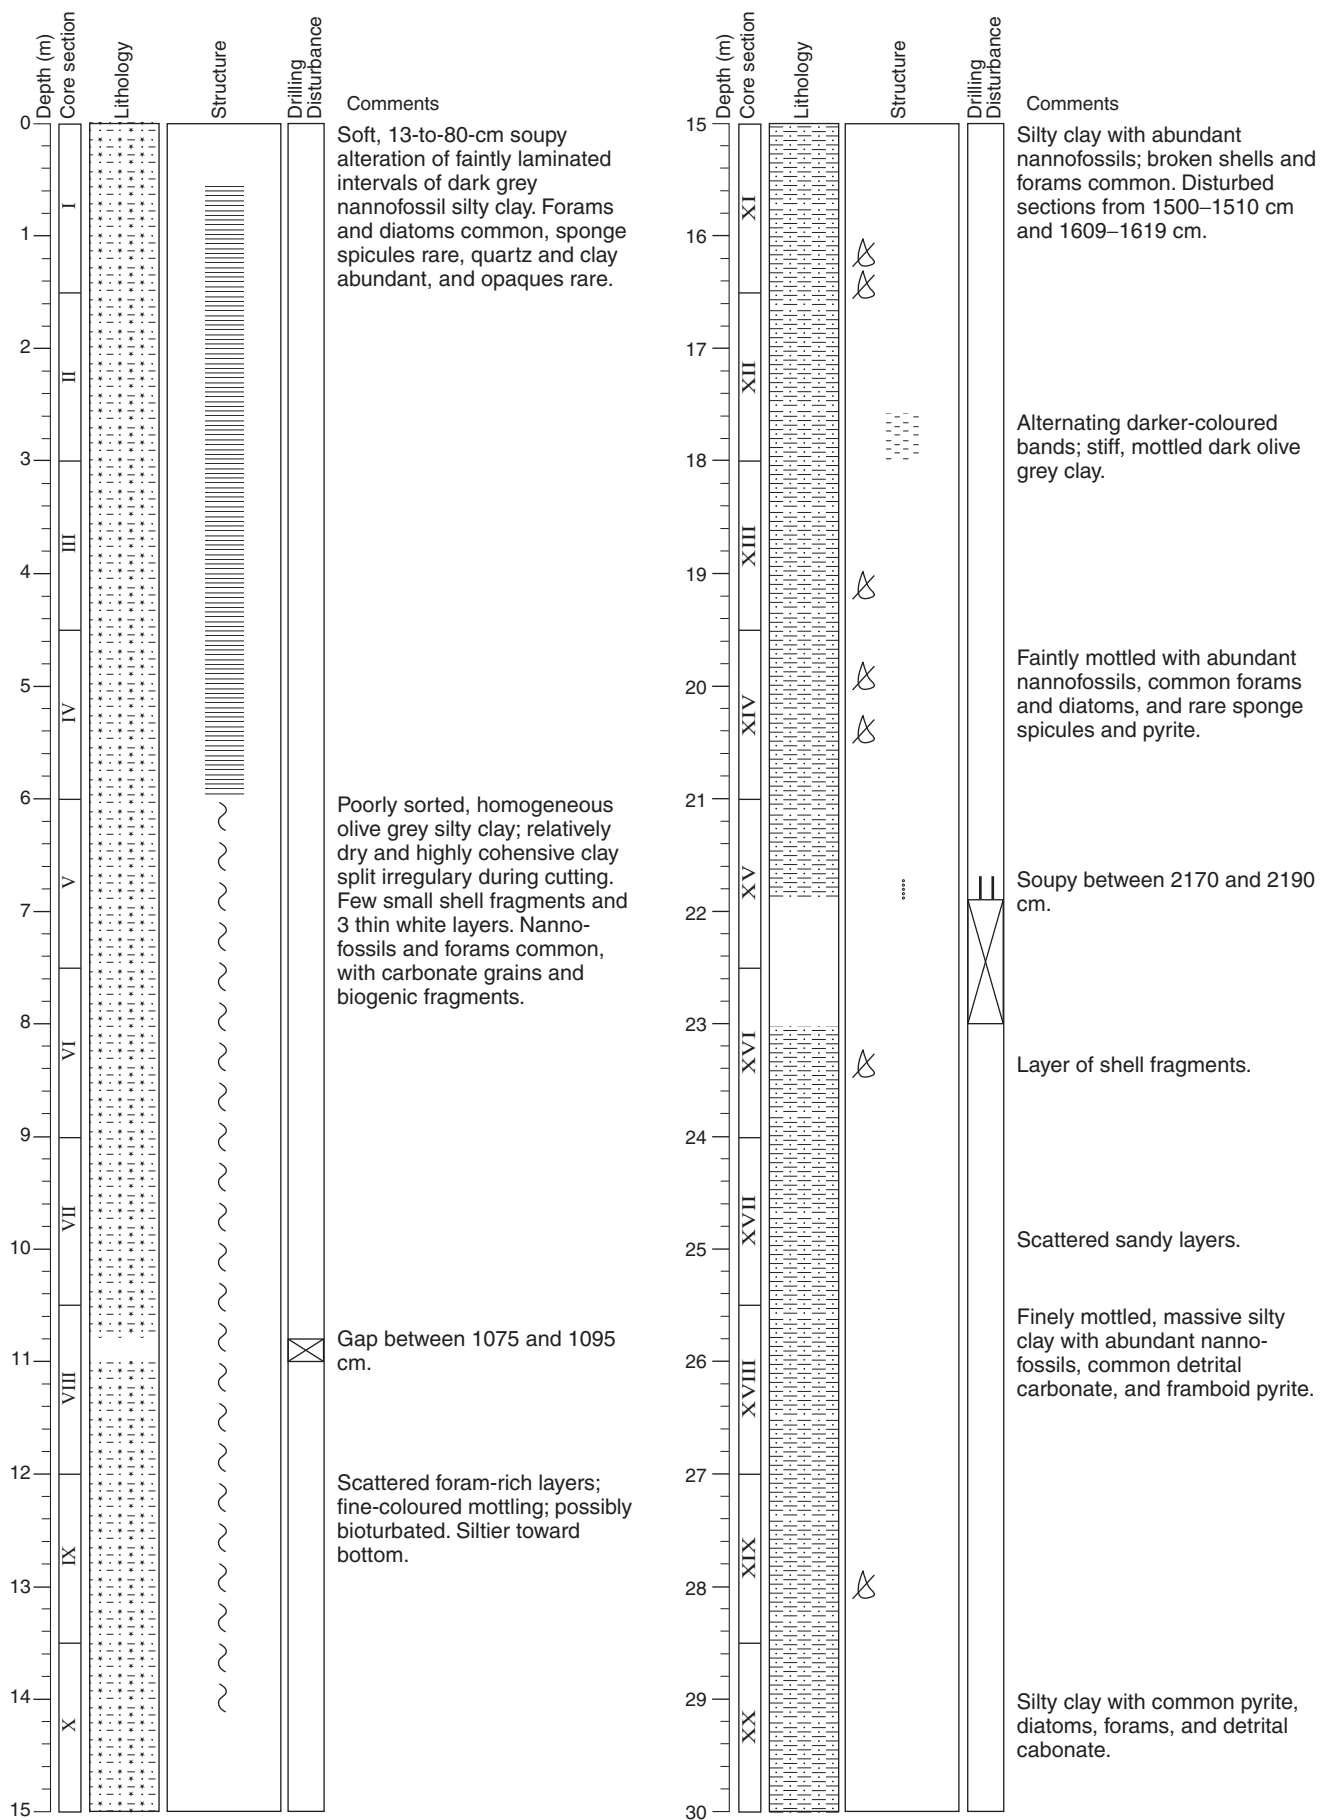 Depth (m)
Core section
Lithology
Structure
Drilling
Disturbance
Comments
0
1
2
3
4
5
6
7
8
9
10
11
12
13
14
15
I
II
III
IV
V
VI
VII
VIII
IX
X
Soft, 13-to-80-cm soupy
alteration of faintly laminated
intervals of dark grey
nannofossil silty clay. Forams
and diatoms common, sponge
spicules rare, quartz and clay
abundant, and opaques rare.
Poorly sorted, homogeneous
olive grey silty clay; relatively
dry and highly cohensive clay
split irregulary during cutting.
Few small shell fragments and
3 thin white layers. Nanno-
fossils and forams common,
with carbonate grains and
biogenic fragments.
Gap between 1075 and 1095
cm.
Scattered foram-rich layers;
fine-coloured mottling; possibly
bioturbated. Siltier toward
bottom.
Depth (m)
Core section
Lithology
Structure
Drilling
Disturbance
Comments
15
16
17
18
19
20
21
22
23
24
25
26
27
28
29
30
XI
XII
XIII
XIV
XV
XVI
XVII
XVIII
XIX
XX
Silty clay with abundant
nannofossils; broken shells and
forams common. Disturbed
sections from 1500–1510 cm
and 1609–1619 cm.
Alternating darker-coloured
bands; stiff, mottled dark olive
grey clay.
Faintly mottled with abundant
nannofossils, common forams
and diatoms, and rare sponge
spicules and pyrite.
Soupy between 2170 and 2190
cm.
Layer of shell fragments.
Scattered sandy layers.
Finely mottled, massive silty
clay with abundant nanno-
fossils, common detrital
carbonate, and framboid pyrite.
Silty clay with common pyrite,
diatoms, forams, and detrital
cabonate.